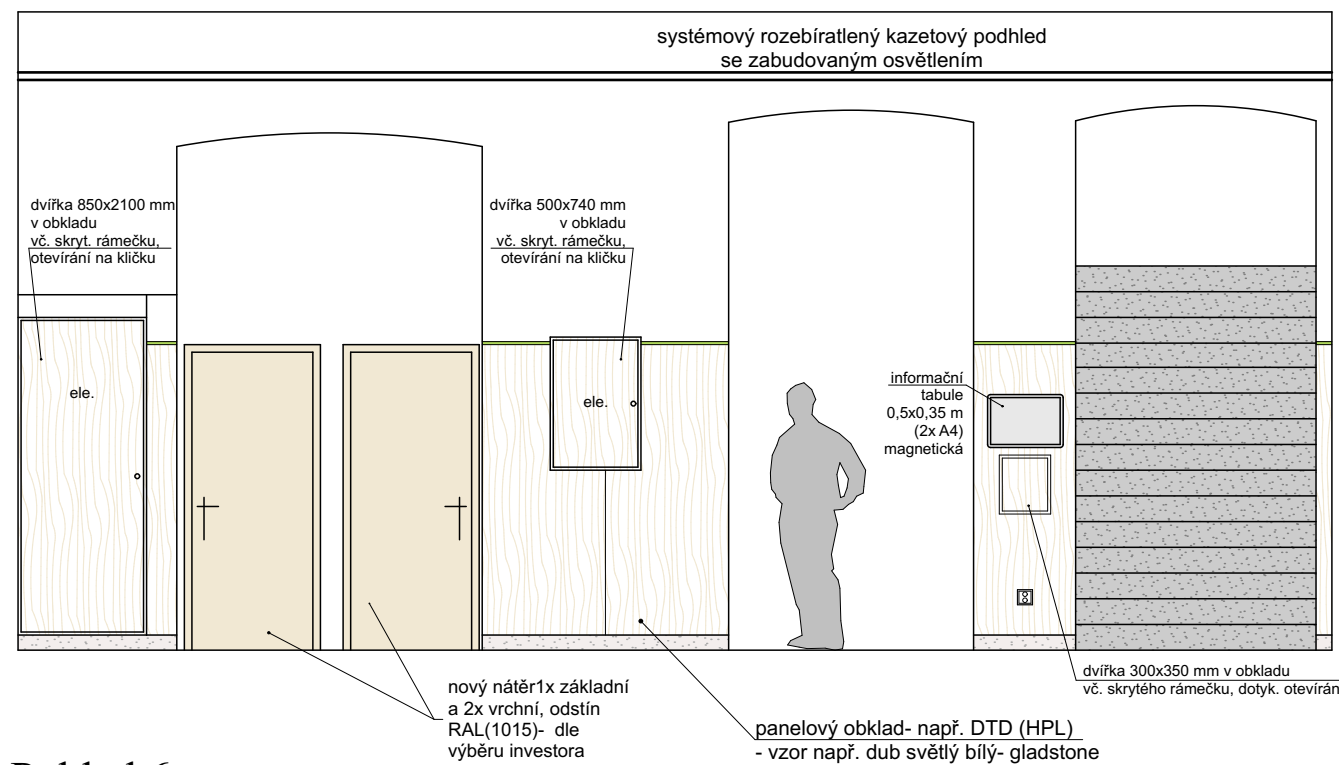 systémový rozebíratlený kazetový podhled
se zabudovaným osvětlením
dvířka 850x2100 mm
v obkladu
vč. skryt. rámečku,
otevírání na kličku
dvířka 500x740 mm
v obkladu
vč. skryt. rámečku,
otevírání na kličku
ele.
ele.
informační
tabule
0,5x0,35 m
(2x A4)
magnetická
dvířka 300x350 mm v obkladu
vč. skrytého rámečku, dotyk. otevírán
nový nátěr1x základní
a 2x vrchní, odstín
RAL(1015)- dle
výběru investora
panelový obklad- např. DTD (HPL)
- vzor např. dub světlý bílý- gladstone